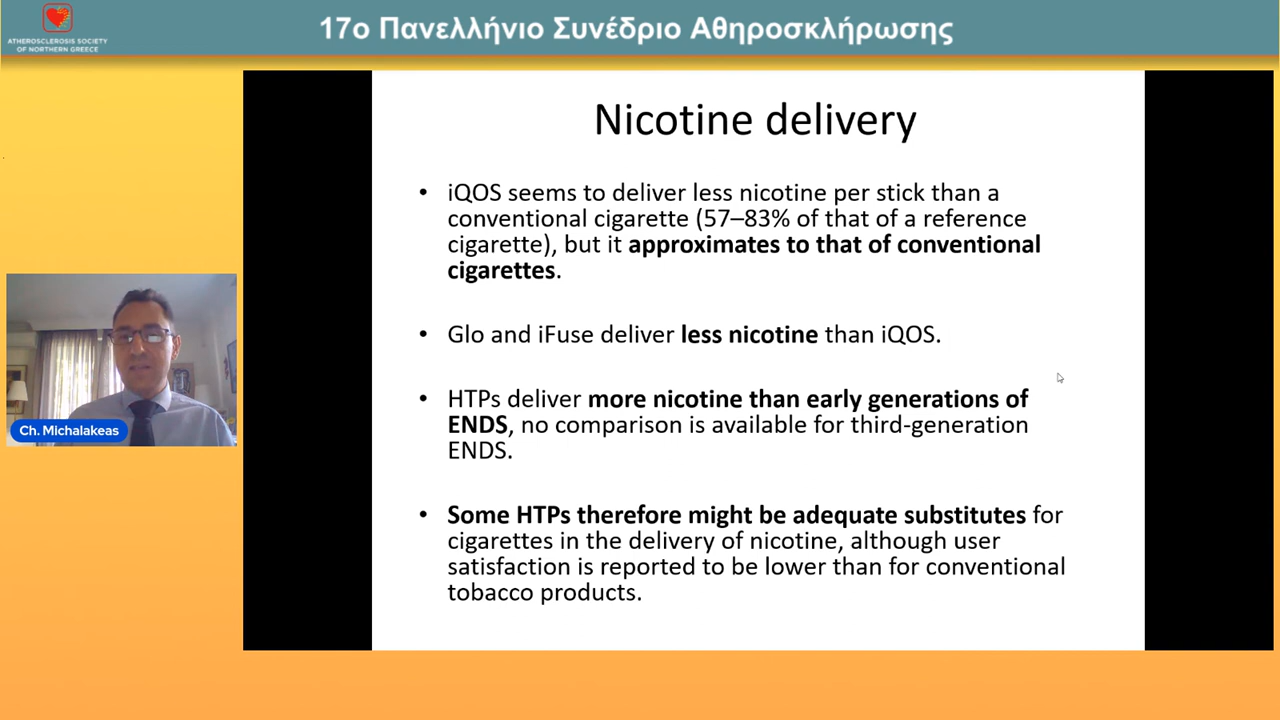 17ο Πανελλήνιο Συνέδριο Αθηροσκλήρωσης
ATHEROSCLEROSIS SOCIETY
OF NORTHERN GREECE
Nicotine delivery
• iQOS seems to deliver less nicotine per stick than a
conventional cigarette (57–83% of that of a reference
cigarette), but it approximates to that of conventional
cigarettes.
• Glo and iFuse deliver less nicotine than iQOS.
• HTPs deliver more nicotine than early generations of
ENDS, no comparison is available for third-generation
ENDS.
• Some HTPs therefore might be adequate substitutes for
cigarettes in the delivery of nicotine, although user
satisfaction is reported to be lower than for conventional
tobacco products.
Ch. Michalakeas